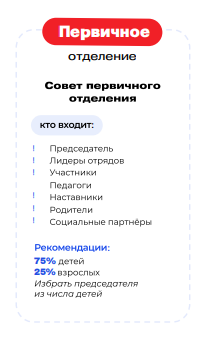 Первичное
отделение
Совет первичного
отделения
КТО ВХОДИТ:
! Председатель
! Лидеры отрядов
! Участники
Педагоги
! Наставники
! Родители
! Социальные партнёры
Рекомендации:
75% детей
25% взрослых
Избрать председателя
из числа детей